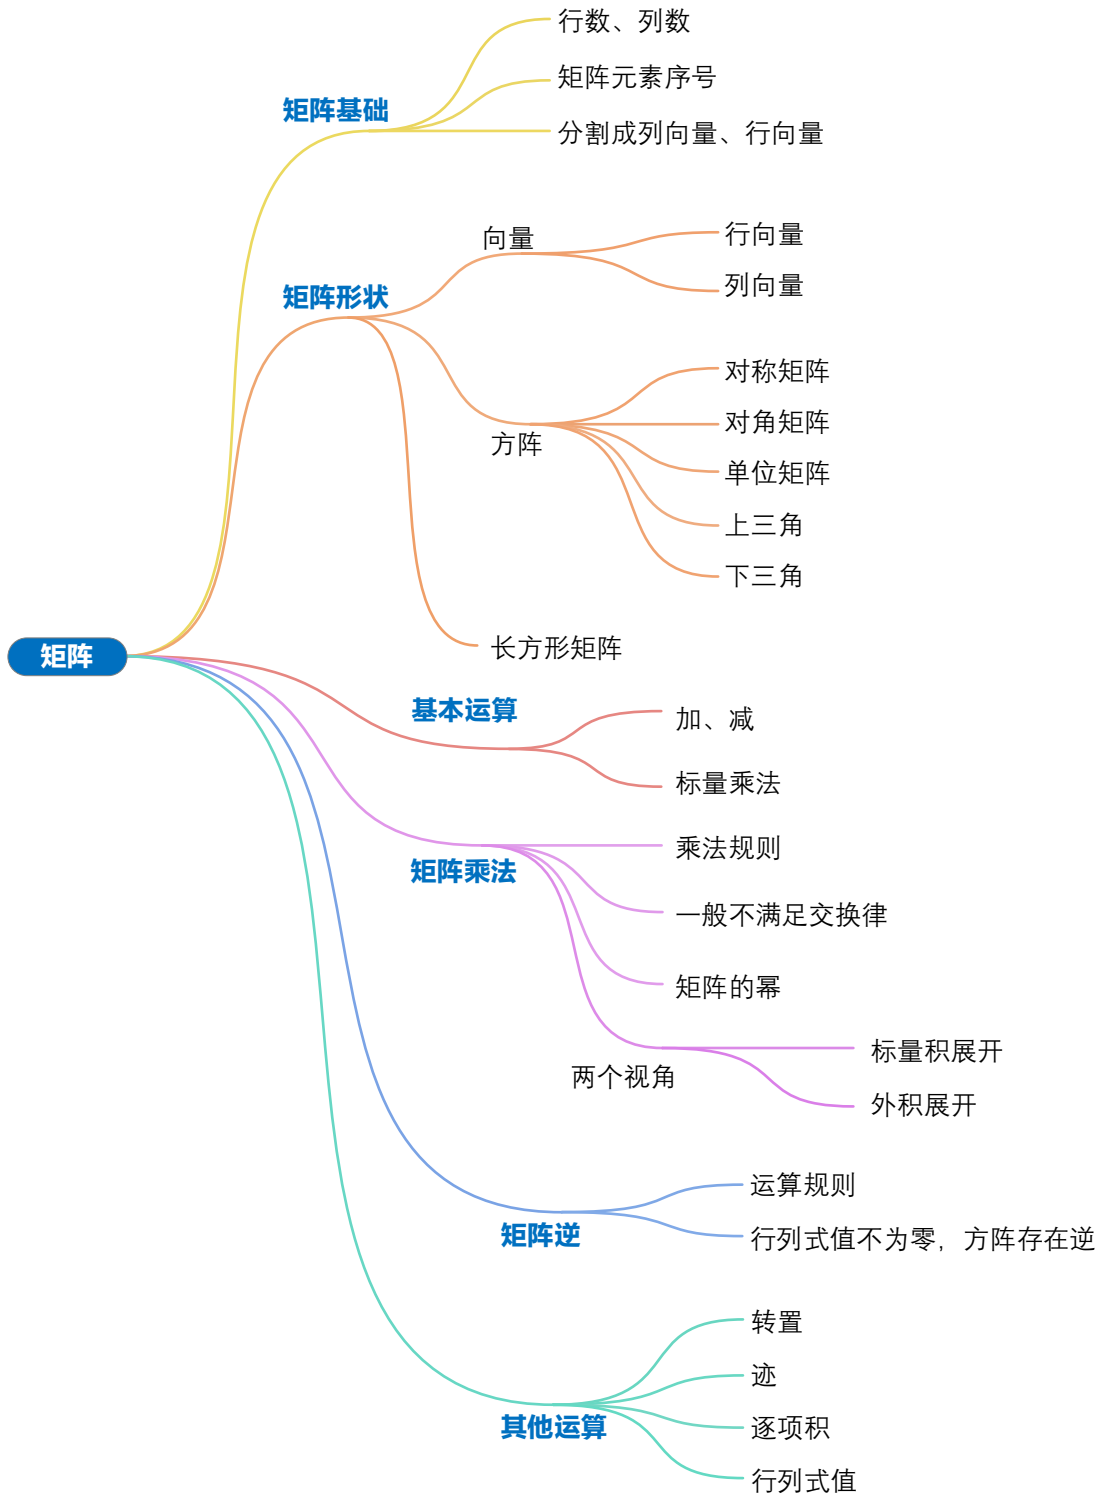 矩阵
矩阵基础
行数、列数
矩阵元素序号
分割成列向量、行向量
矩阵形状
向量
行向量
列向量
方阵
对称矩阵
对角矩阵
单位矩阵
上三角
下三角
长方形矩阵
基本运算
加、减
标量乘法
矩阵乘法
乘法规则
一般不满足交换律
矩阵的幂
两个视角
标量积展开
外积展开
矩阵逆
运算规则
行列式值不为零，方阵存在逆
其他运算
转置
迹
逐项积
行列式值